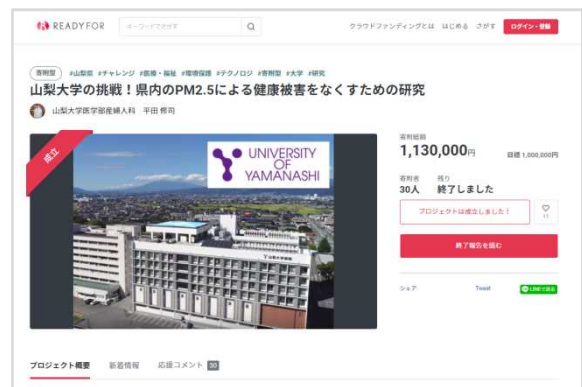 READYFOR
キーワードでさがす
クラウドファンディングとは はじめる さがす ログイン・登録
寄附型 #山梨県 #チャレンジ #医療・福祉 #環境保護 #テクノロジ #寄附型 #大学 #研究
山梨大学の挑戦！県内のPM2.5による健康被害をなくすための研究
山梨大学医学部産婦人科 平田 修司
成立
UNIVERSITY
OF
YAMANASHI
寄附総額
1,130,000円 目標 1,000,000円
寄附者 残り
30人 終了しました
プロジェクトは成立しました！
11
終了報告を読む
シェア Tweet LINEで送る
プロジェクト概要 新着情報 応援コメント 30